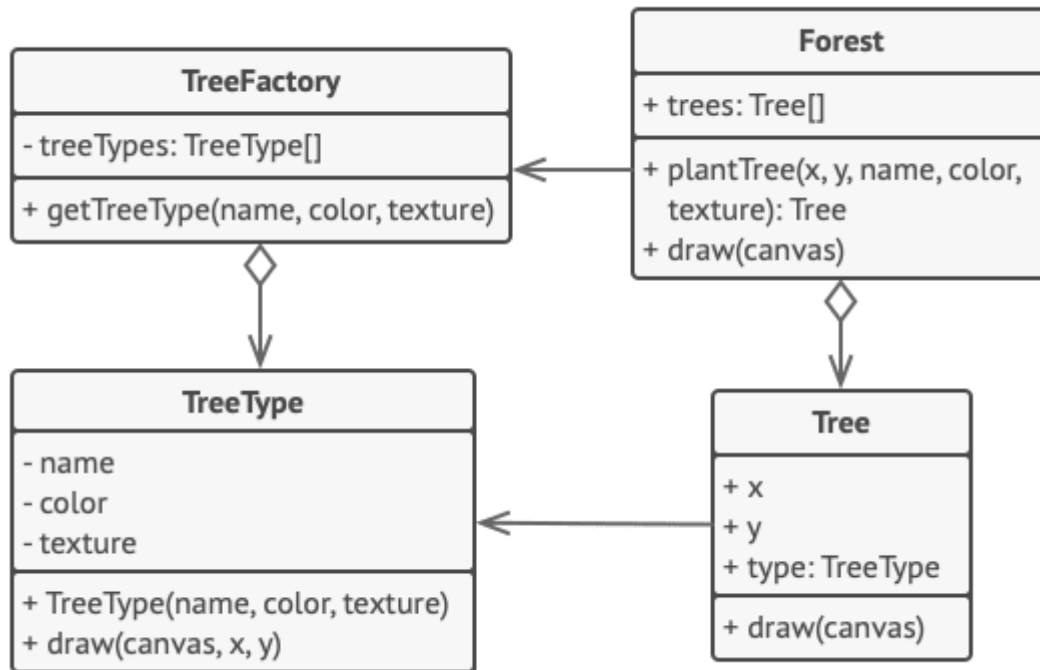 TreeFactory
- treeTypes: TreeType[]
+ getTreeType(name, color, texture)
Forest
+ trees: Tree[]
+ plantTree(x, y, name, color,
texture): Tree
+ draw(canvas)
TreeType
- name
- color
- texture
+ TreeType(name, color, texture)
+ draw(canvas, x, y)
Tree
+ x
+ y
+ type: TreeType
+ draw(canvas)